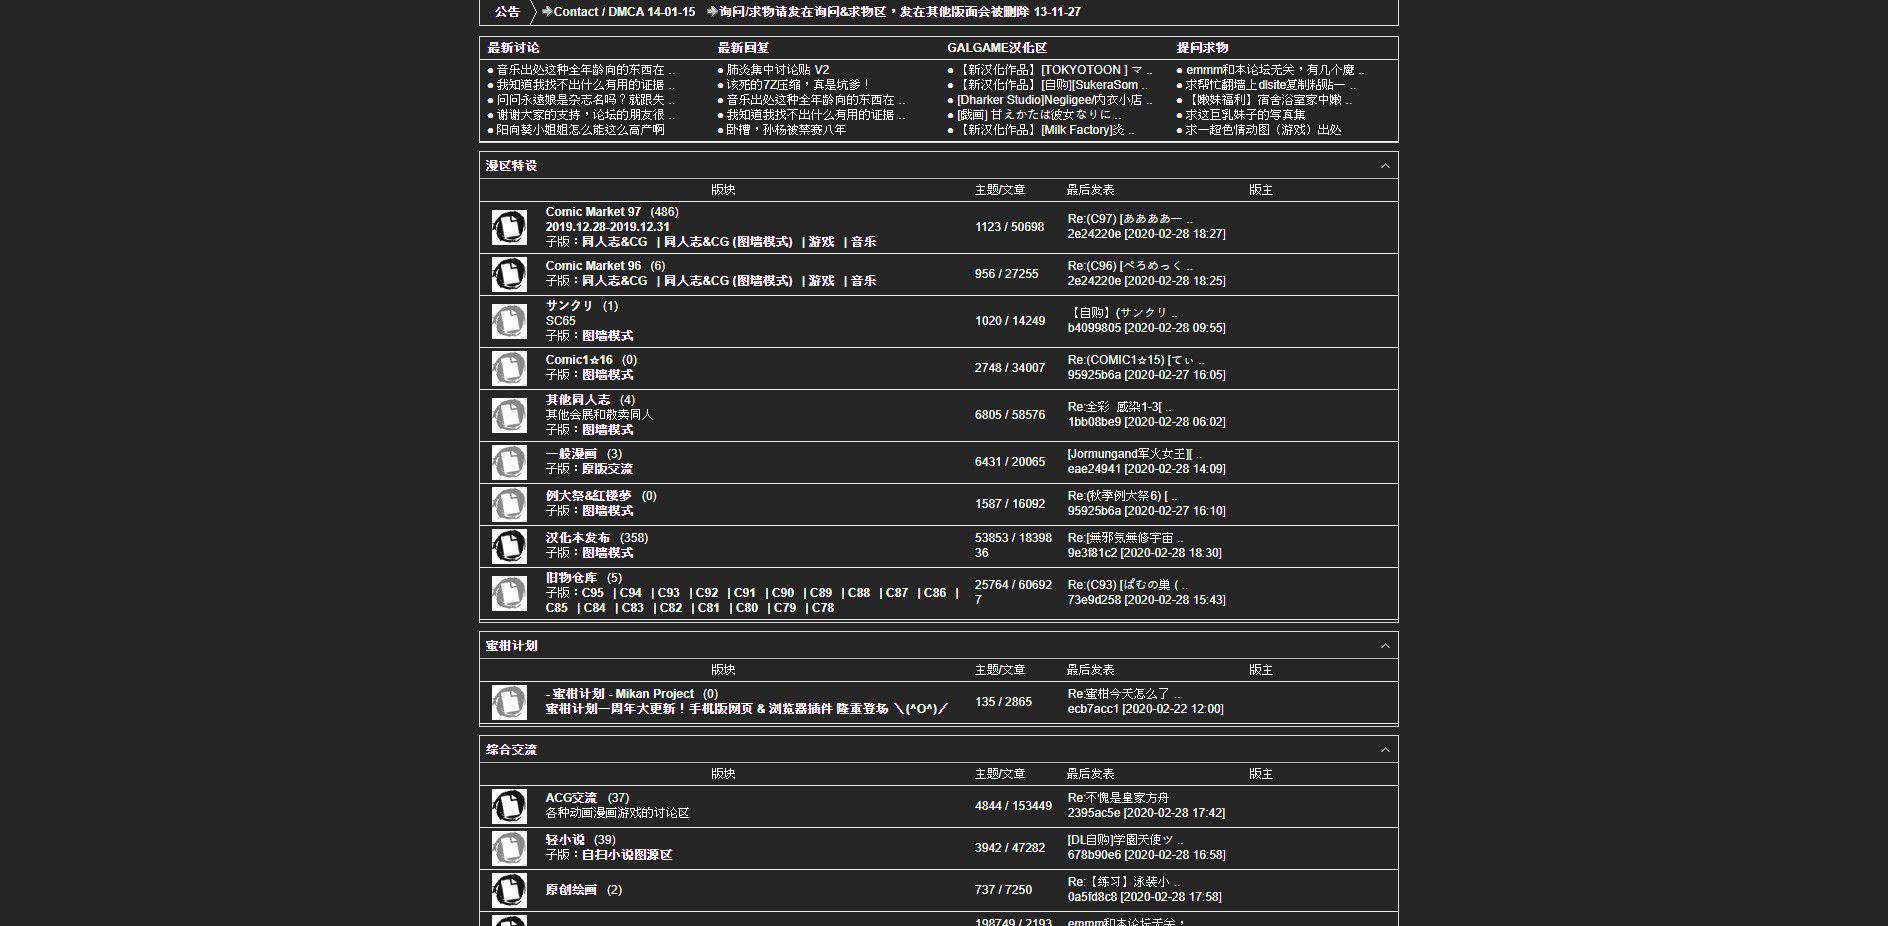 公告 Contact / DMCA 14-01-15 询问/求物请发在询问&求物区，发在其他版面会被删除 13-11-27
最新讨论 最新回复 GALGAME汉化区 提问求物
音乐出处这种全年龄向的东西在 .. 肺炎集中讨论贴 V2 【新汉化作品】[TOKYOTOON ] マ .. emmm和本论坛无关，有几个魔 ..
我知道我找不出什么有用的证据 .. 该死的7Z压缩，真是坑爹！ 【新汉化作品】[自购][SukeraSom .. 求帮忙翻墙上dlsite复制粘贴一 ..
问问永遠娘是杂志名吗？就跟失 .. 音乐出处这种全年龄向的东西在 .. [Dharker Studio]Negligee/内衣小店 .. 【嫩妹福利】宿舍浴室家中嫩 ..
谢谢大家的支持，论坛的朋友很 .. 我知道我找不出什么有用的证据 .. [戯画] 甘えかたは彼女なりに .. 求这巨乳妹子的写真集
阳向葵小姐姐怎么能这么高产啊 卧槽，孙杨被禁赛八年 【新汉化作品】[Milk Factory]炎 .. 求一超色情动图（游戏）出处
漫区特设
版块 主题/文章 最后发表 版主
Comic Market 97 (486)
2019.12.28-2019.12.31
子版：同人志&CG | 同人志&CG (图墙模式) | 游戏 | 音乐
1123 / 50698
Re:(C97) [ああああー ..
2e24220e [2020-02-28 18:27]
Comic Market 96 (6)
子版：同人志&CG | 同人志&CG (图墙模式) | 游戏 | 音乐
956 / 27255
Re:(C96) [ぺろめっく ..
2e24220e [2020-02-28 18:25]
サンクリ (1)
SC65
子版：图墙模式
1020 / 14249
【自购】(サンクリ ..
b4099805 [2020-02-28 09:55]
Comic1☆16 (0)
子版：图墙模式
2748 / 34007
Re:(COMIC1☆15) [てぃ ..
95925b6a [2020-02-27 16:05]
其他同人志 (4)
其他会展和散卖同人
子版：图墙模式
6805 / 58576
Re:全彩 感染1-3[ ..
1bb08be9 [2020-02-28 06:02]
一般漫画 (3)
子版：原版交流
6431 / 20065
[Jormungand军火女王][ ..
eae24941 [2020-02-28 14:09]
例大祭&红楼夢 (0)
子版：图墙模式
1587 / 16092
Re:(秋季例大祭6) [ ..
95925b6a [2020-02-27 16:10]
汉化本发布 (358)
子版：图墙模式
53853 / 18398
36
Re:[無邪気無修宇宙 ..
9e3f81c2 [2020-02-28 18:30]
旧物仓库 (5)
子版：C95 | C94 | C93 | C92 | C91 | C90 | C89 | C88 | C87 | C86 |
C85 | C84 | C83 | C82 | C81 | C80 | C79 | C78
25764 / 60692
7
Re:(C93) [ぱむの巣 ( ..
73e9d258 [2020-02-28 15:43]
蜜柑计划
版块 主题/文章 最后发表 版主
- 蜜柑计划 - Mikan Project (0)
蜜柑计划一周年大更新！手机版网页 & 浏览器插件 隆重登场 ＼(^O^)／
135 / 2865
Re:蜜柑今天怎么了 ..
ecb7acc1 [2020-02-22 12:00]
综合交流
版块 主题/文章 最后发表 版主
ACG交流 (37)
各种动画漫画游戏的讨论区
4844 / 153449
Re:不愧是皇家方舟
2395ac5e [2020-02-28 17:42]
轻小说 (39)
子版：自扫小说图源区
3942 / 47282
[DL自购]学園天使ッ ..
678b90e6 [2020-02-28 16:58]
原创绘画 (2)
737 / 7250
Re:【练习】泳装小 ..
0a5fd8c8 [2020-02-28 17:58]
198749 / 2193
emmm和本论坛无关，